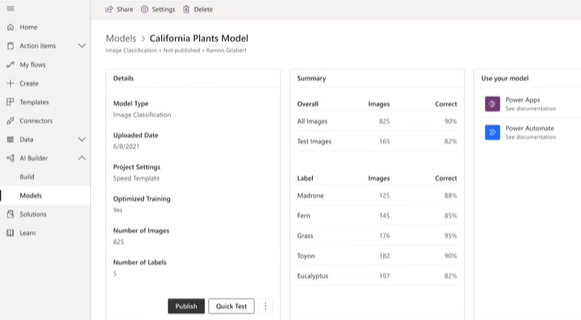 Share Settings Delete
Home
Action items
My flows
Create
Templates
Connectors
Data
AI Builder
Build
Models
Solutions
Learn
Models > California Plants Model
Image Classification • Not published • Ramon Gilabert
Details
Model Type
Image Classification
Uploaded Date
6/8/2021
Project Settings
Speed Template
Optimized Training
Yes
Number of Images
825
Number of Labels
5
Publish Quick Test
Summary
Overall Images Correct
All Images 825 90%
Test Images 165 82%
Label Images Correct
Madrone 125 88%
Fern 145 85%
Grass 176 95%
Toyon 182 90%
Eucalyptus 197 82%
Use your model
Power Apps
See documentation
Power Automate
See documentation